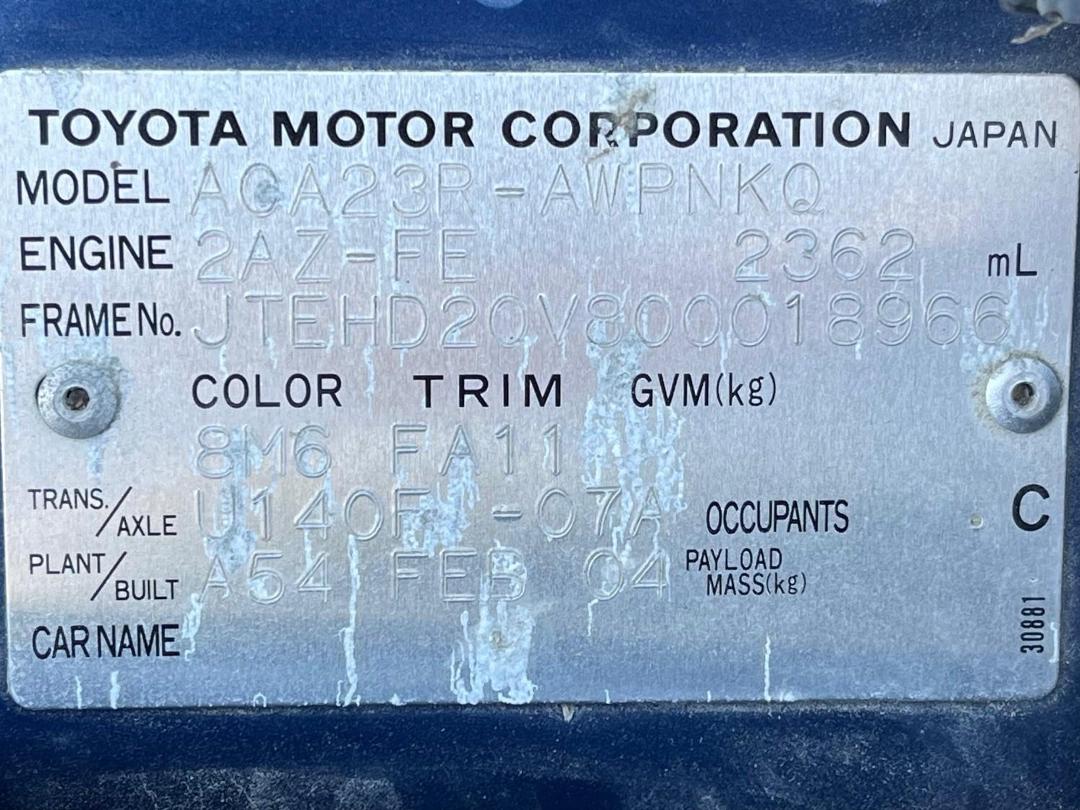 TOYOTA MOTOR CORPORATION JAPAN
MODEL ACA23R-AWPNKQ
ENGINE 2AZ-FE 2362 mL
FRAME No. JTEHD20V800018966
COLOR TRIM GVM(kg)
8M6 FA11
TRANS./AXLE U140F -07A OCCUPANTS C
PLANT/BUILT A54 FEB 04 PAYLOAD MASS(kg)
CAR NAME
30881